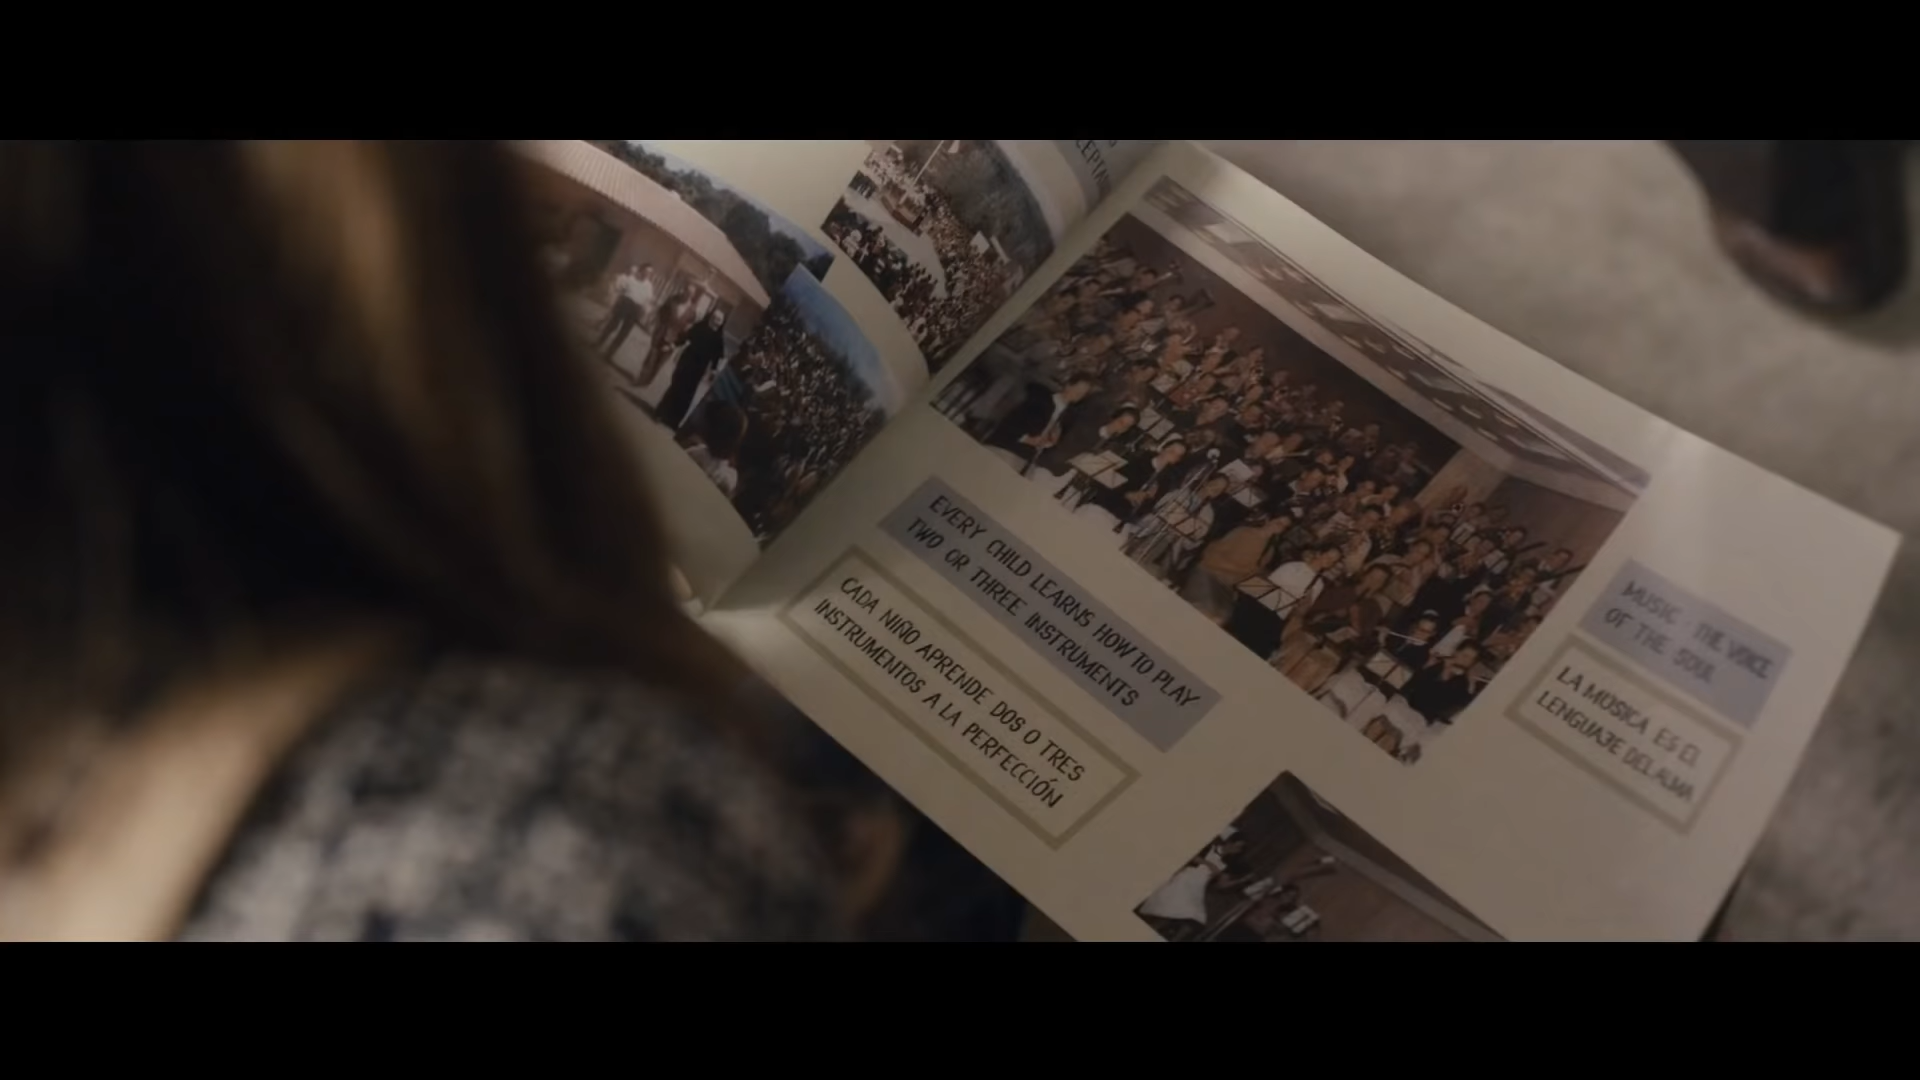 EVERY CHILD LEARNS HOW TO PLAY
TWO OR THREE INSTRUMENTS
CADA NIÑO APRENDE DOS O TRES
INSTRUMENTOS A LA PERFECCIÓN
MUSIC THE VOICE
OF THE SOUL
LA MÚSICA ES EL
LENGUAJE DEL ALMA